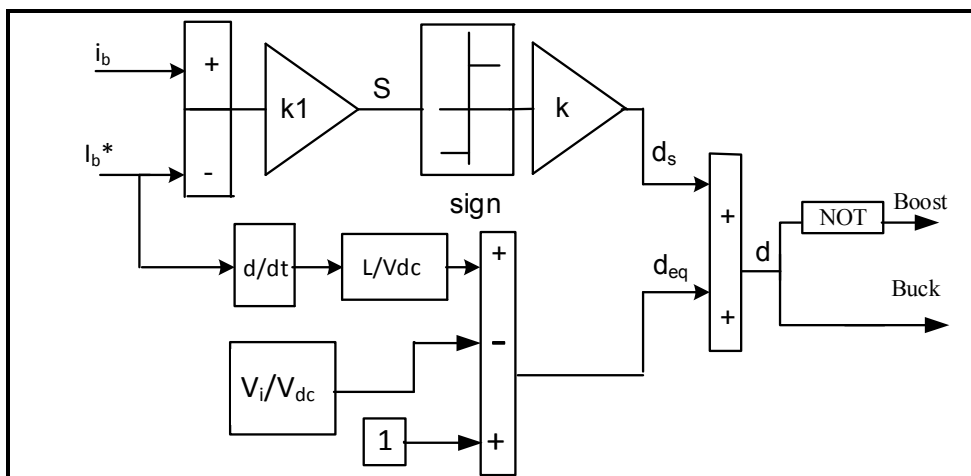 i_b
+
k1
S
k
I_b*
-
d_s
sign
+
NOT
Boost
d/dt
L/Vdc
+
d_eq
d
Buck
−
+
V_i/V_dc
1
+